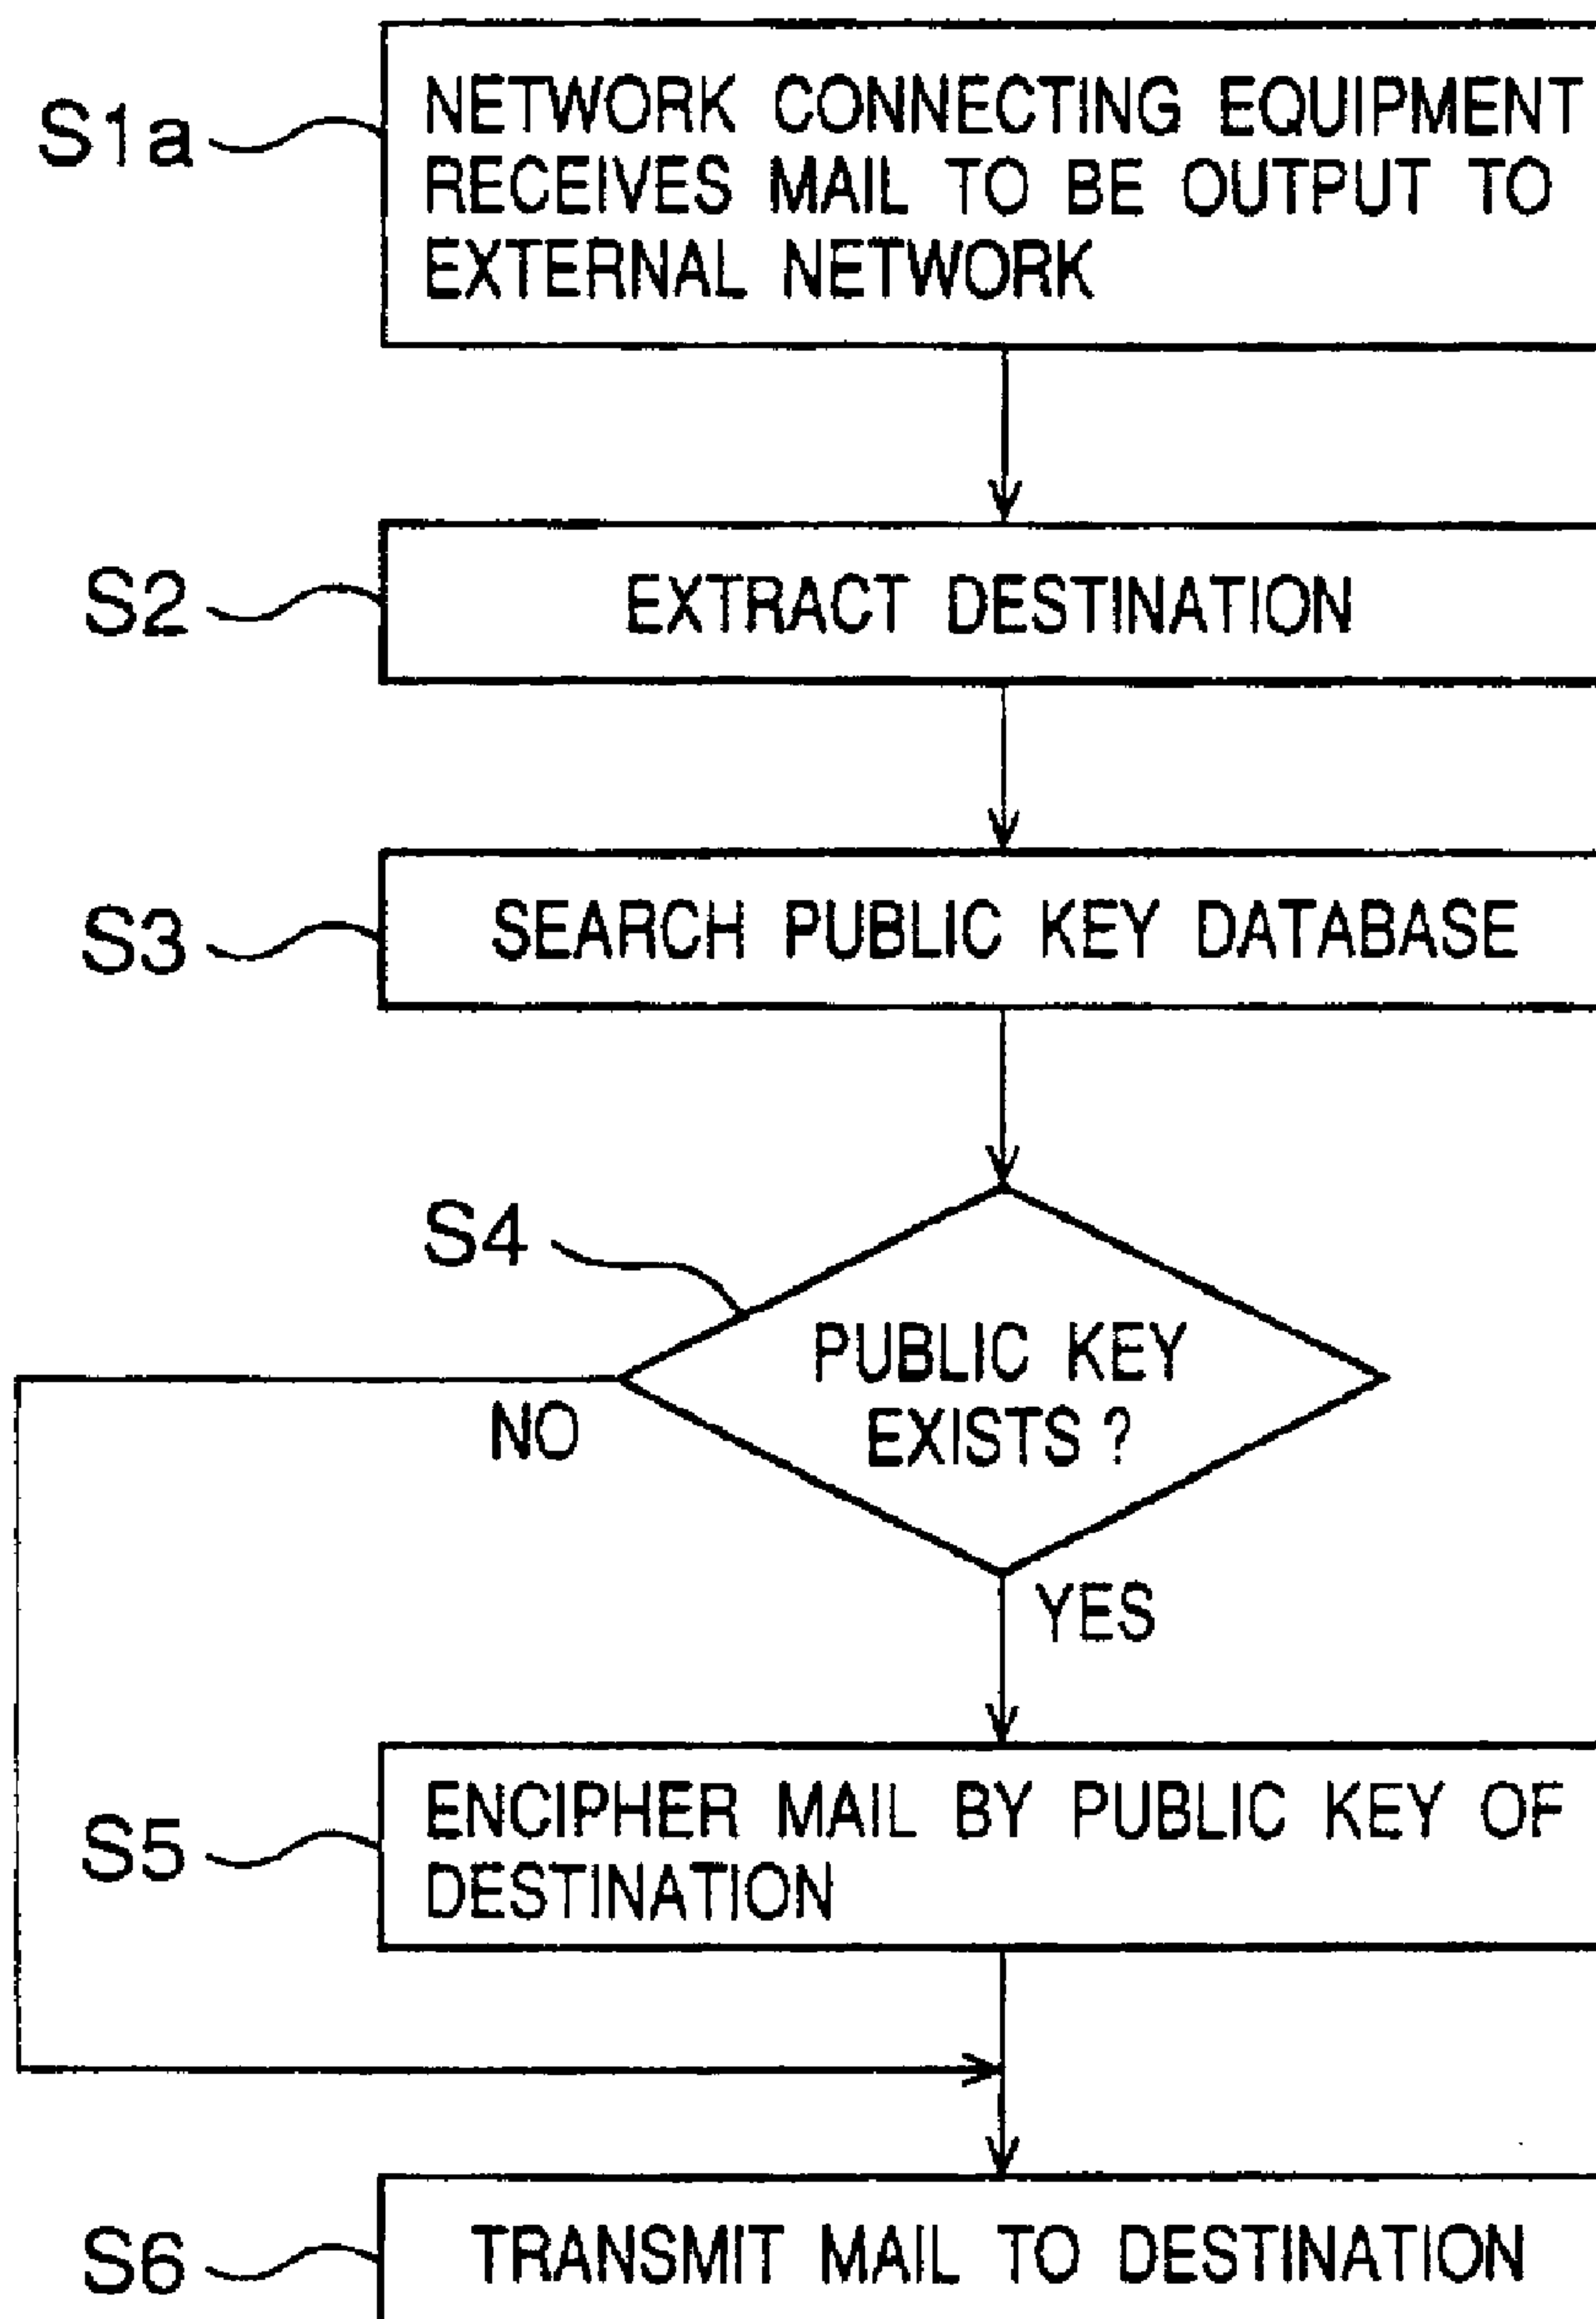 S1a
NETWORK CONNECTING EQUIPMENT
RECEIVES MAIL TO BE OUTPUT TO
EXTERNAL NETWORK
S2
EXTRACT DESTINATION
S3
SEARCH PUBLIC KEY DATABASE
S4
PUBLIC KEY
EXISTS ?
NO
YES
S5
ENCIPHER MAIL BY PUBLIC KEY OF
DESTINATION
S6
TRANSMIT MAIL TO DESTINATION